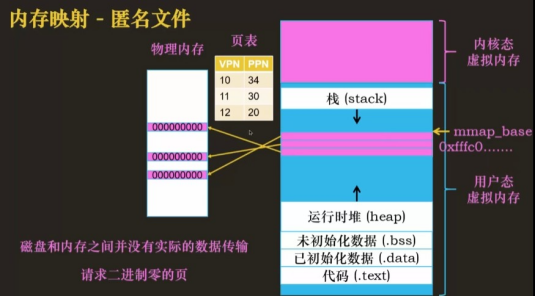 内存映射 - 匿名文件
物理内存
页表
VPN PPN
10 34
11 30
12 20
000000000
000000000
000000000
栈 (stack)
运行时堆 (heap)
未初始化数据 (.bss)
已初始化数据 (.data)
代码 (.text)
内核态
虚拟内存
mmap_base
0xfffc0.......
用户态
虚拟内存
磁盘和内存之间并没有实际的数据传输
请求二进制零的页